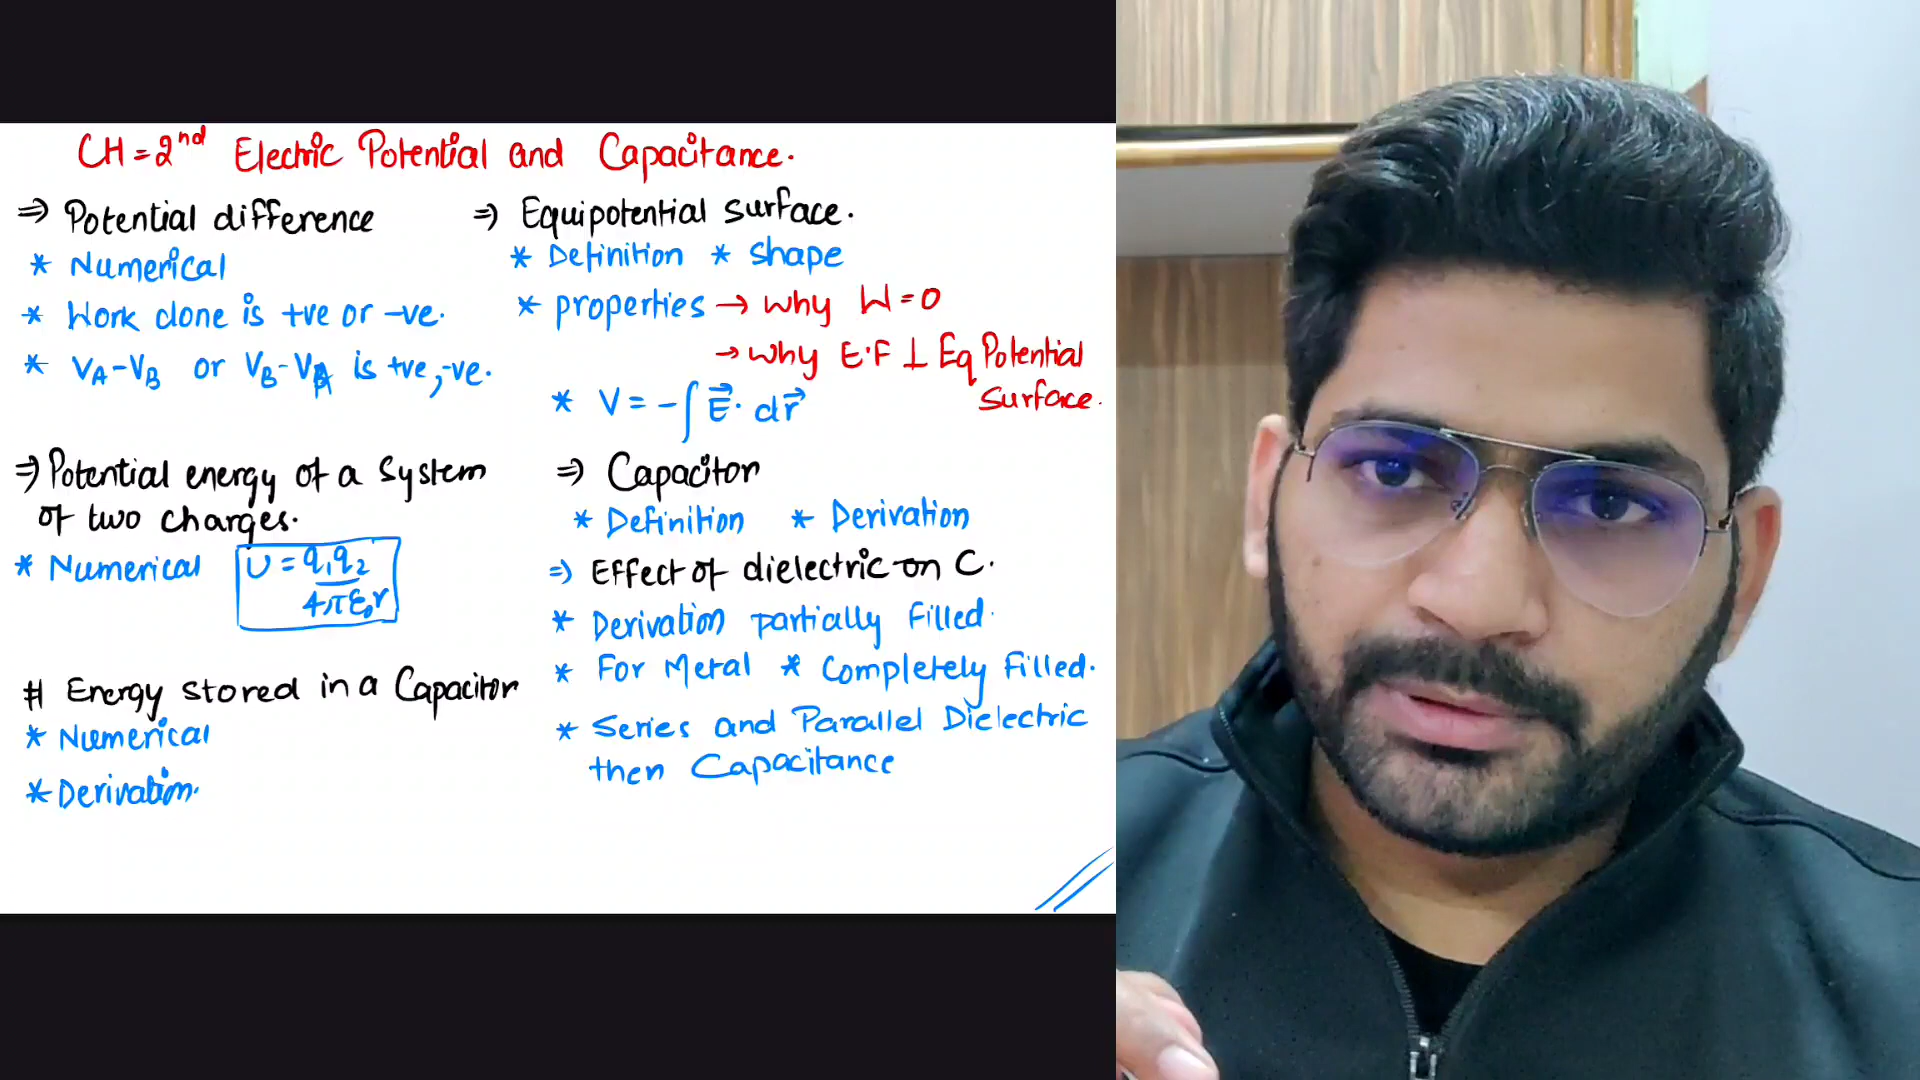 CH = 2nd Electric Potential and Capacitance.
⇒ Potential difference
* Numerical
* Work done is +ve or -ve.
* VA-VB or VB-VA is +ve, -ve.
⇒ Potential energy of a system
of two charges.
* Numerical U = q1q2/4πε0r
# Energy stored in a Capacitor
* Numerical
* Derivation.
⇒ Equipotential surface.
* Definition * shape
* properties → why W=0
→ why E.F ⊥ Eq Potential
Surface.
* V = -∫E⃗. dr⃗
⇒ Capacitor
* Definition * Derivation
⇒ Effect of dielectric on C.
* Derivation partially Filled.
* For Metal * Completely Filled.
* Series and Parallel Dielectric
then Capacitance